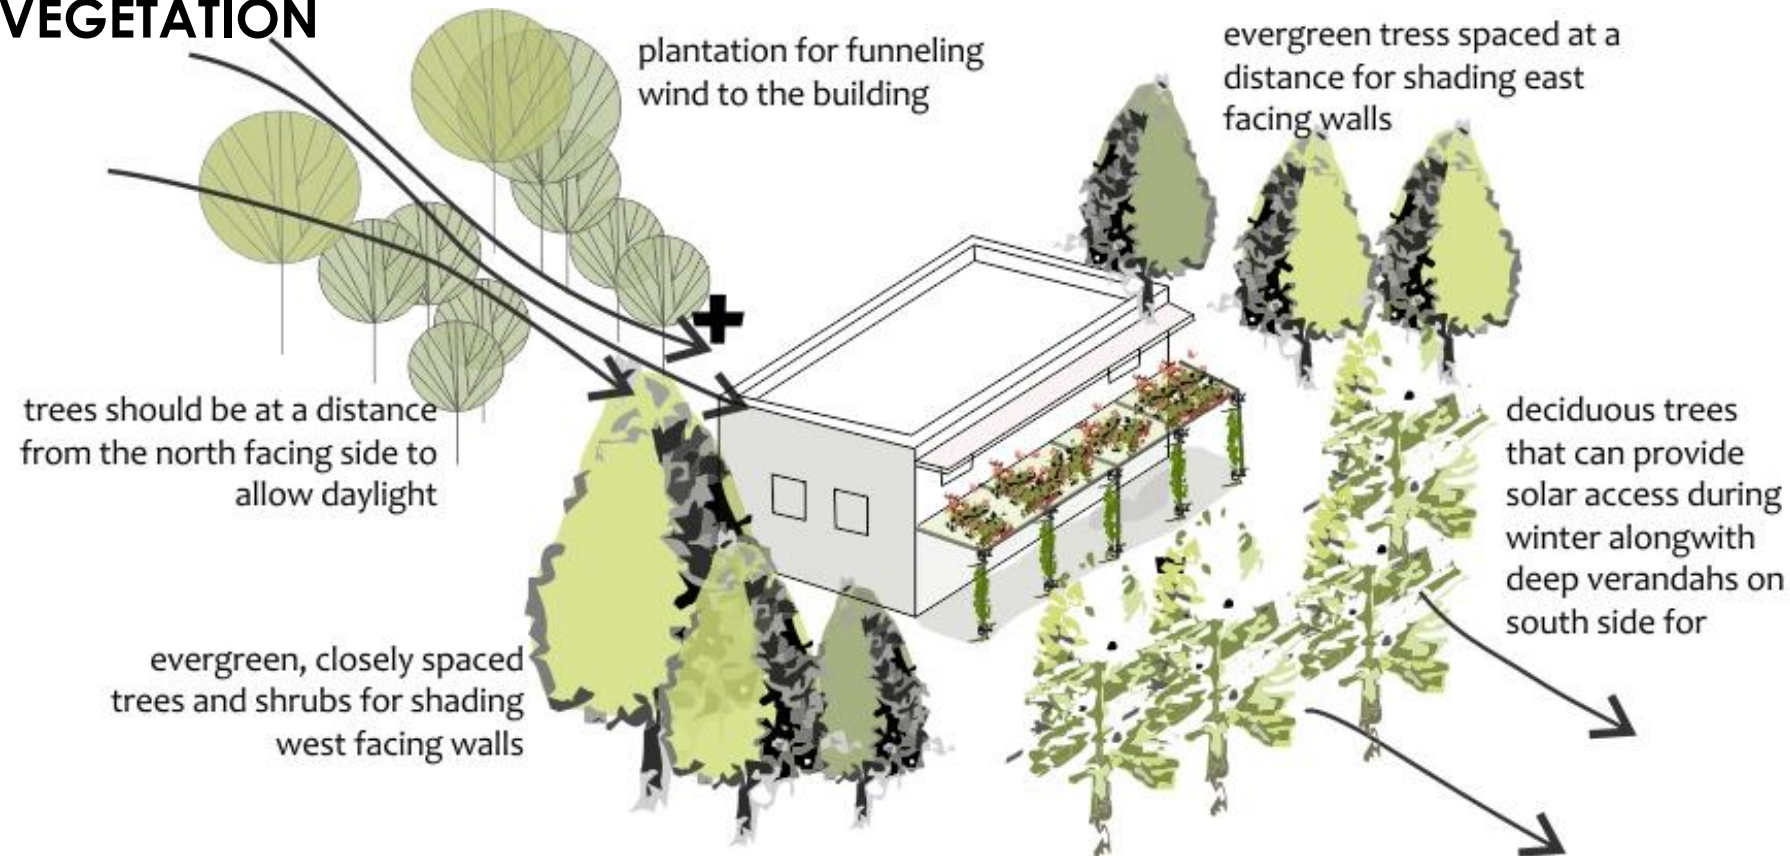 VEGETATION
plantation for funneling
wind to the building
evergreen tress spaced at a
distance for shading east
facing walls
trees should be at a distance
from the north facing side to
allow daylight
deciduous trees
that can provide
solar access during
winter alongwith
deep verandahs on
south side for
evergreen, closely spaced
trees and shrubs for shading
west facing walls